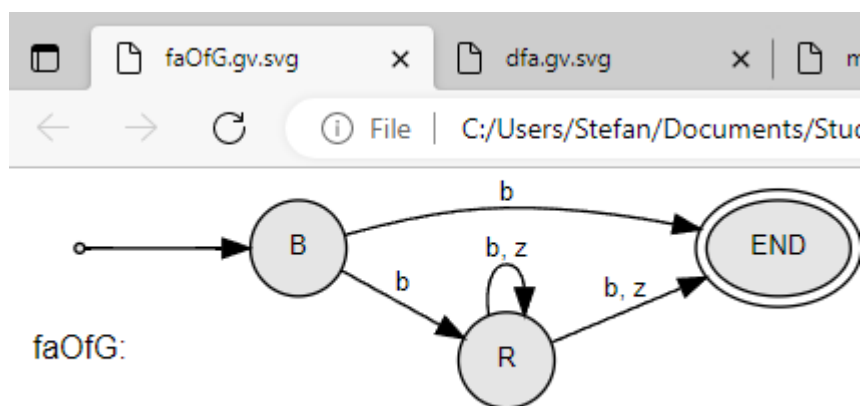 faOfG.gv.svg
dfa.gv.svg
File
C:/Users/Stefan/Documents/Stud
b
B
b, z
END
b
b, z
R
faOfG: